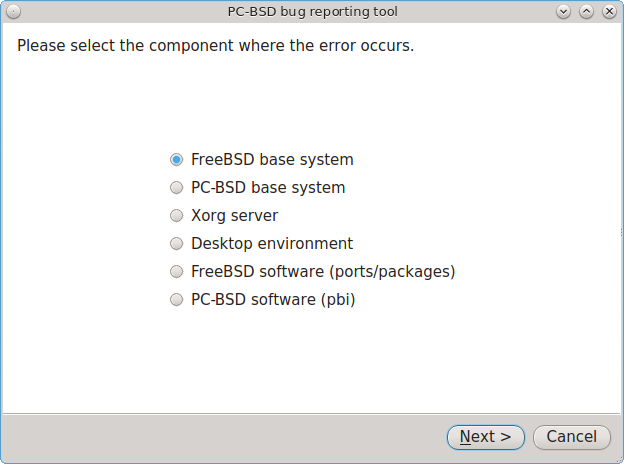 PC-BSD bug reporting tool
Please select the component where the error occurs.
FreeBSD base system
PC-BSD base system
Xorg server
Desktop environment
FreeBSD software (ports/packages)
PC-BSD software (pbi)
Next > Cancel